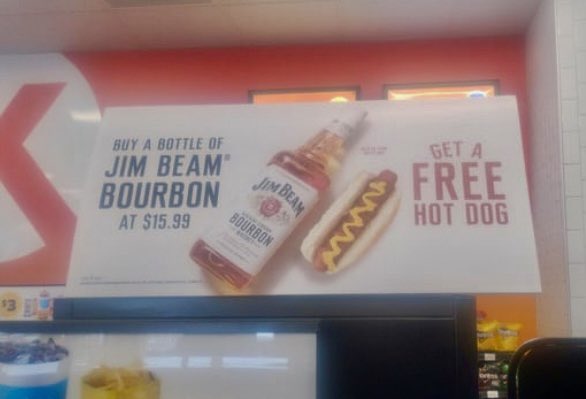 BUY A BOTTLE OF
JIM BEAM®
BOURBON
AT $15.99
JIM BEAM
BOURBON
GET A
FREE
HOT DOG
$3